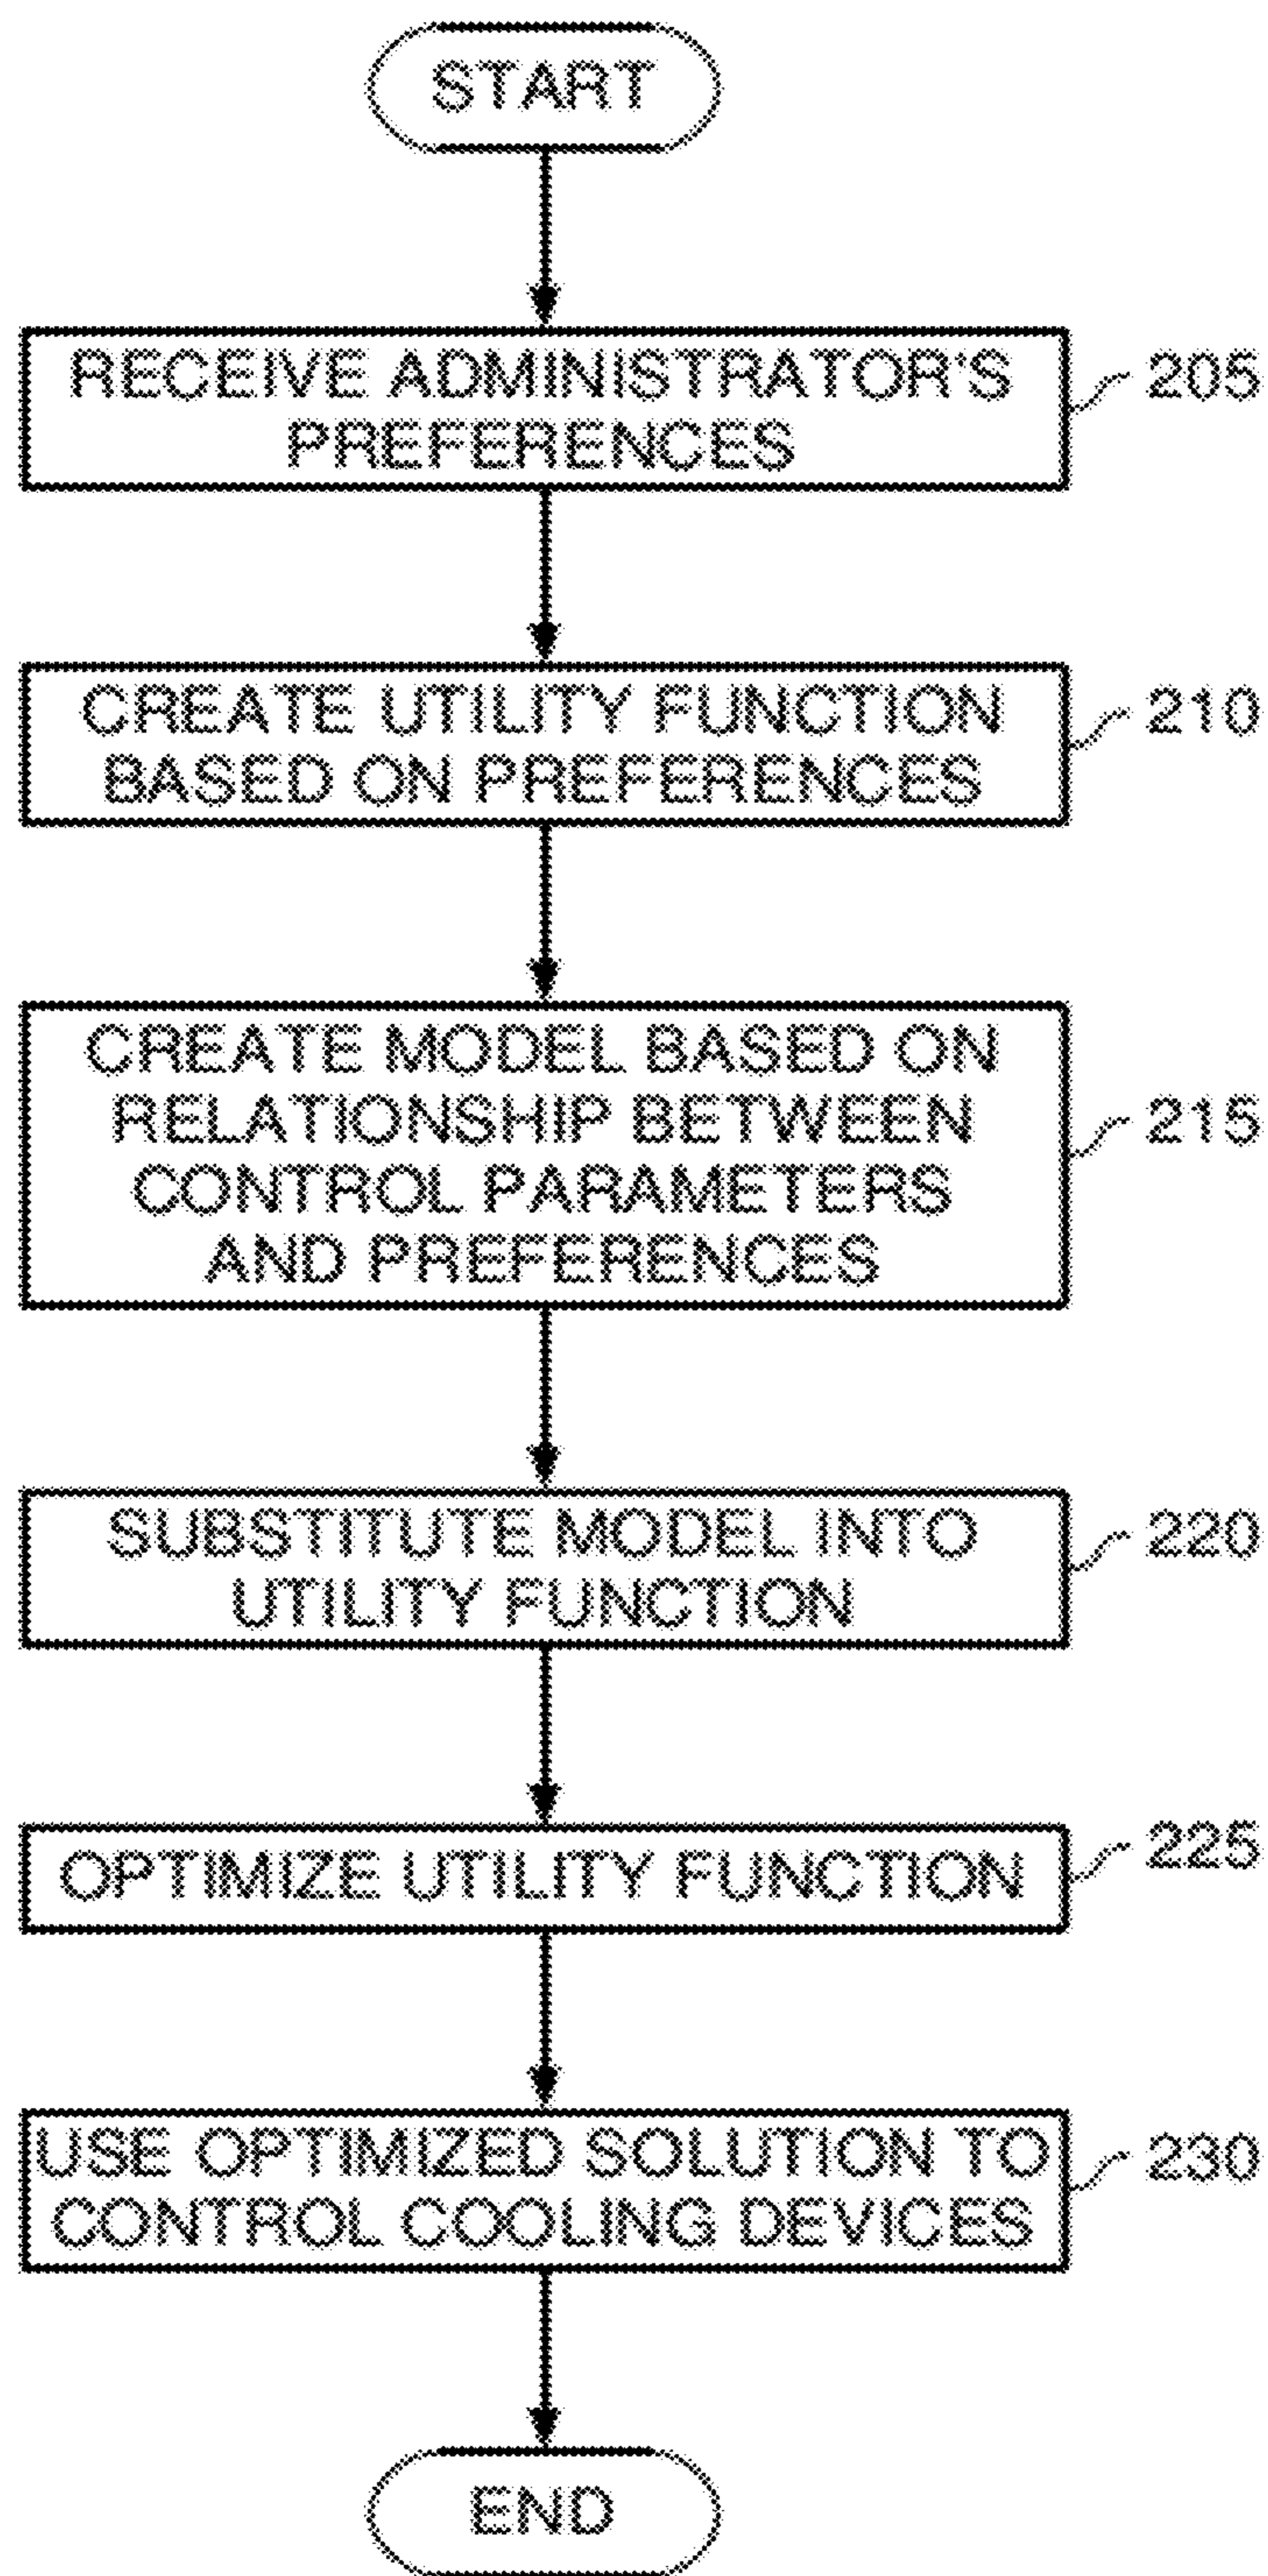 START
RECEIVE ADMINISTRATOR'S
PREFERENCES
205
CREATE UTILITY FUNCTION
BASED ON PREFERENCES
210
CREATE MODEL BASED ON
RELATIONSHIP BETWEEN
CONTROL PARAMETERS
AND PREFERENCES
215
SUBSTITUTE MODEL INTO
UTILITY FUNCTION
220
OPTIMIZE UTILITY FUNCTION
225
USE OPTIMIZED SOLUTION TO
CONTROL COOLING DEVICES
230
END